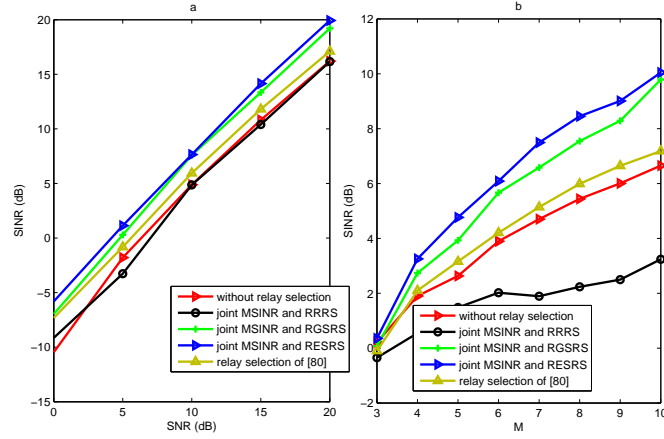 a
SINR (dB)
20
15
10
5
0
−5
−10
−15
0
5
10
15
20
SNR (dB)
without relay selection
joint MSINR and RRRS
joint MSINR and RGSRS
joint MSINR and RESRS
relay selection of [80]
b
SINR (dB)
12
10
8
6
4
2
0
−2
3
4
5
6
7
8
9
10
M
without relay selection
joint MSINR and RRRS
joint MSINR and RGSRS
joint MSINR and RESRS
relay selection of [80]